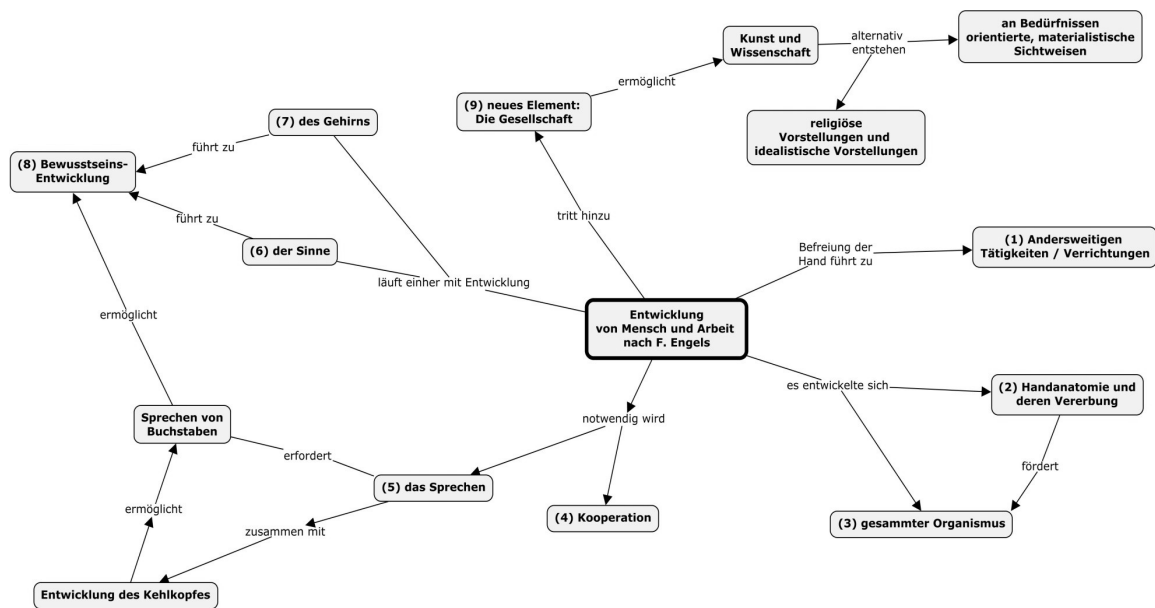 Kunst und
Wissenschaft
alternativ
entstehen
an Bedürfnissen
orientierte, materialistische
Sichtweisen
ermöglicht
(9) neues Element:
Die Gesellschaft
religiöse
Vorstellungen und
idealistische Vorstellungen
(7) des Gehirns
führt zu
(8) Bewusstseins-
Entwicklung
führt zu
(6) der Sinne
tritt hinzu
Befreiung der
Hand führt zu
(1) Andersweitigen
Tätigkeiten / Verrichtungen
läuft einher mit Entwicklung
Entwicklung
von Mensch und Arbeit
nach F. Engels
ermöglicht
es entwickelte sich
(2) Handanatomie und
deren Vererbung
Sprechen von
Buchstaben
notwendig wird
erfordert
(5) das Sprechen
fördert
ermöglicht
(4) Kooperation
(3) gesammter Organismus
zusammen mit
Entwicklung des Kehlkopfes